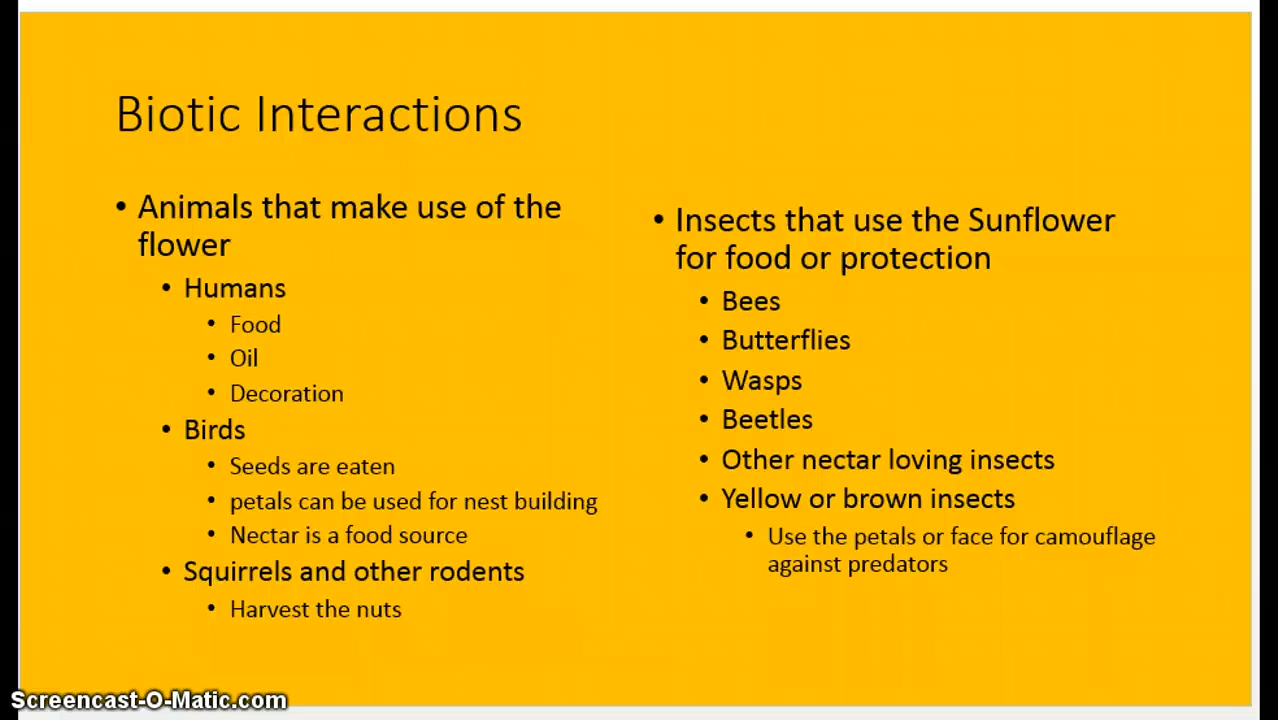 Biotic Interactions
• Animals that make use of the
flower
• Humans
• Food
• Oil
• Decoration
• Birds
• Seeds are eaten
• petals can be used for nest building
• Nectar is a food source
• Squirrels and other rodents
• Harvest the nuts
• Insects that use the Sunflower
for food or protection
• Bees
• Butterflies
• Wasps
• Beetles
• Other nectar loving insects
• Yellow or brown insects
• Use the petals or face for camouflage
against predators
Screencast-O-Matic.com